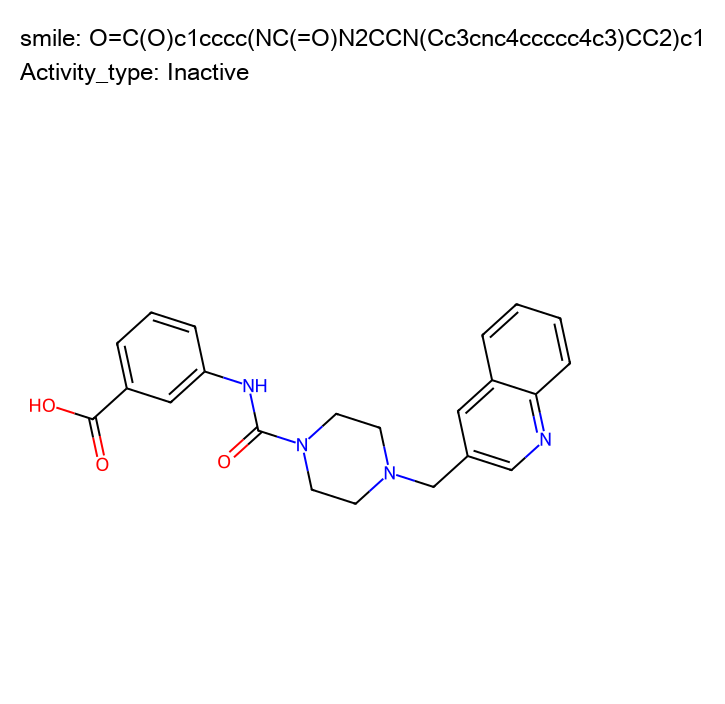 smile: O=C(O)c1cccc(NC(=O)N2CCN(Cc3cnc4ccccc4c3)CC2)c1
Activity_type: Inactive
N
HO
NH
N
O
O
N